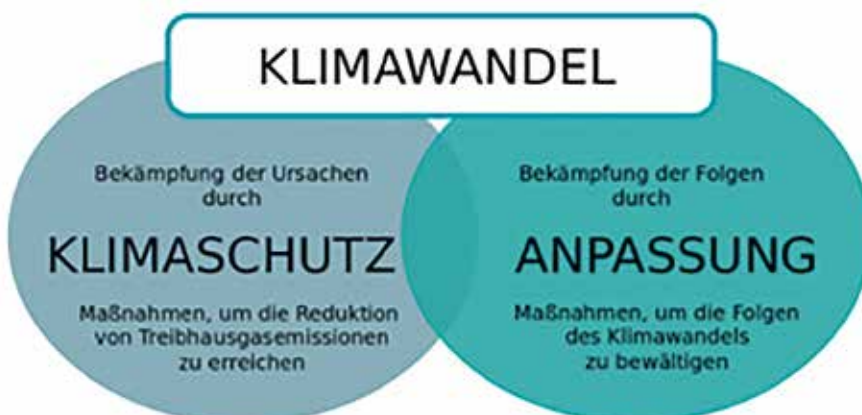 KLIMAWANDEL
Bekämpfung der Ursachen
durch
KLIMASCHUTZ
Maßnahmen, um die Reduktion
von Treibhausgasemissionen
zu erreichen
Bekämpfung der Folgen
durch
ANPASSUNG
Maßnahmen, um die Folgen
des Klimawandels
zu bewältigen